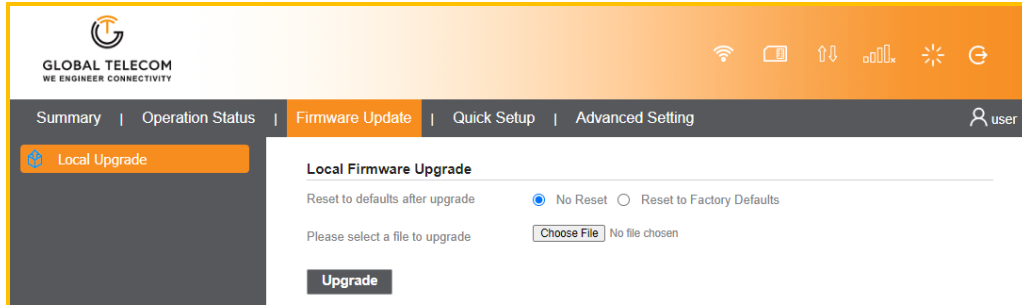 GLOBAL TELECOM
WE ENGINEER CONNECTIVITY
Summary | Operation Status | Firmware Update | Quick Setup | Advanced Setting user
Local Upgrade
Local Firmware Upgrade
Reset to defaults after upgrade No Reset Reset to Factory Defaults
Please select a file to upgrade Choose File No file chosen
Upgrade